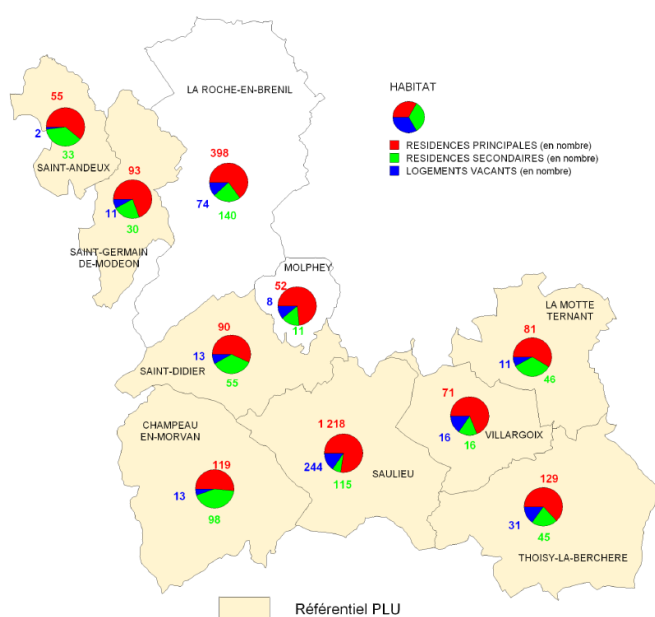 LA ROCHE-EN-BRENIL
HABITAT
RESIDENCES PRINCIPALES (en nombre)
RESIDENCES SECONDAIRES (en nombre)
LOGEMENTS VACANTS (en nombre)
55
2
33
SAINT-ANDEUX
93
11
30
SAINT-GERMAIN
DE-MODEON
398
74
140
MOLPHEY
52
8
11
90
13
SAINT-DIDIER
55
LA MOTTE
TERNANT
81
11
46
71
16
16
VILLARGOIX
CHAMPEAU
EN-MORVAN
119
13
98
1 218
244
115
SAULIEU
129
31
45
THOISY-LA-BERCHERE
Référentiel PLU